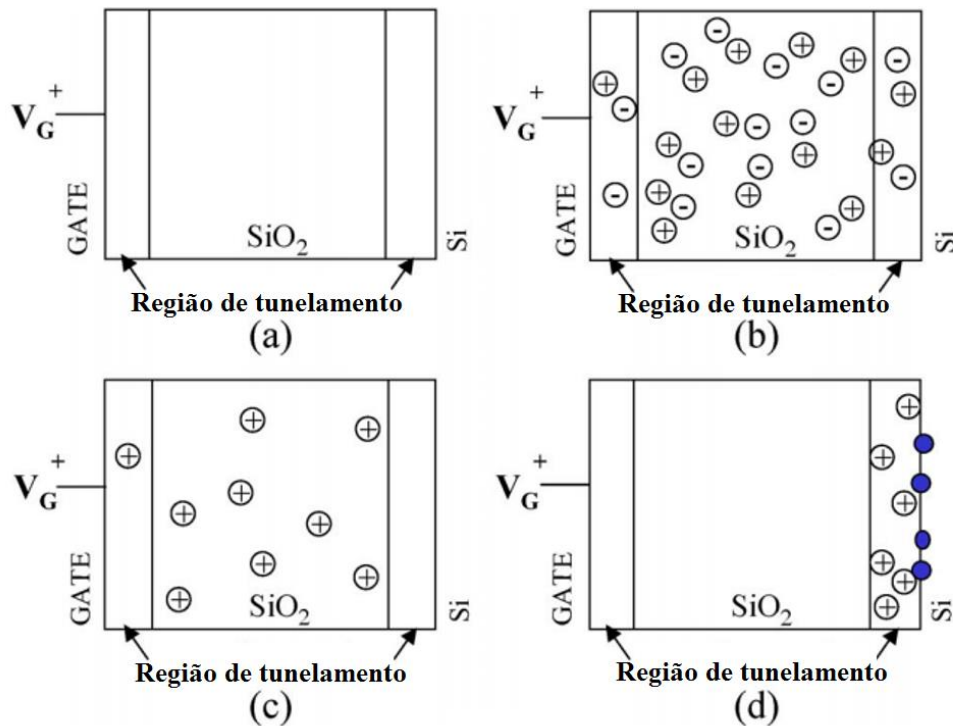 +
V_G
GATE
SiO₂
Si
Região de tunelamento
(a)
+
V_G
GATE
SiO₂
Si
Região de tunelamento
(b)
+
V_G
GATE
SiO₂
Si
Região de tunelamento
(c)
+
V_G
GATE
SiO₂
Si
Região de tunelamento
(d)